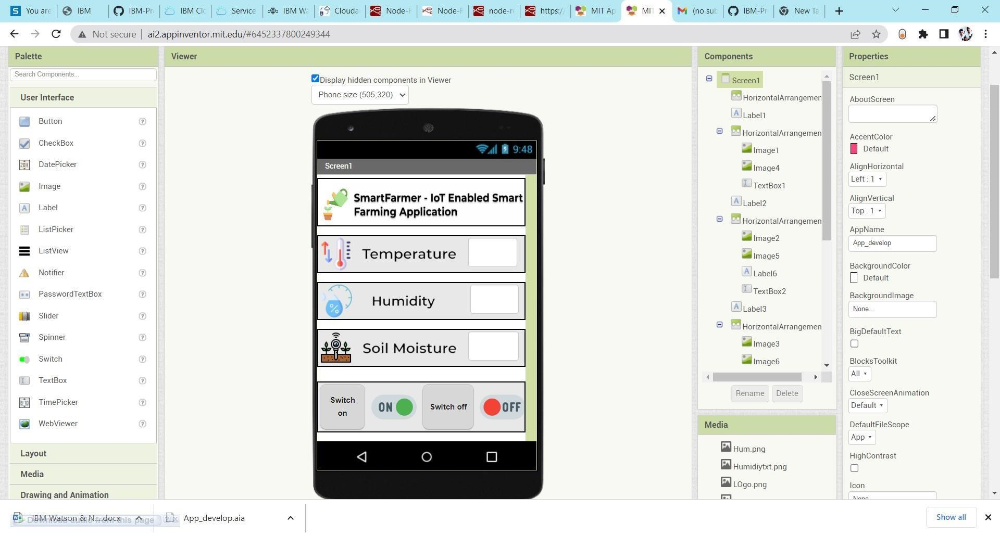 You are
IBM
IBM-Pr
IBM Cl
Service
IBM Wa
Clouda
Node-R
Node-R
node-re
https:/
MIT Ap
MIT
(no sub
IBM-Pr
New Ta
Not secure
ai2.appinventor.mit.edu/#6452337800249344
Palette
Search Components...
User Interface
Button
CheckBox
DatePicker
Image
Label
ListPicker
ListView
Notifier
PasswordTextBox
Slider
Spinner
Switch
TextBox
TimePicker
WebViewer
Layout
Media
Drawing and Animation
Viewer
Display hidden components in Viewer
Phone size (505,320)
9:48
Screen1
SmartFarmer - IoT Enabled Smart
Farming Application
Temperature
Humidity
Soil Moisture
Switch
on
ON
Switch off
OFF
Components
Screen1
HorizontalArrangemen
Label1
HorizontalArrangemen
Image1
Image4
TextBox1
Label2
HorizontalArrangemen
Image2
Image5
Label6
TextBox2
Label3
HorizontalArrangemen
Image3
Image6
Rename
Delete
Media
Hum.png
Humidiytxt.png
LOgo.png
Properties
Screen1
AboutScreen
AccentColor
Default
AlignHorizontal
Left : 1
AlignVertical
Top : 1
AppName
App_develop
BackgroundColor
Default
BackgroundImage
None...
BigDefaultText
BlocksToolkit
All
CloseScreenAnimation
Default
DefaultFileScope
App
HighContrast
Icon
None
IBM Watson & N....docx
Download audio from this page
App_develop.aia
Show all